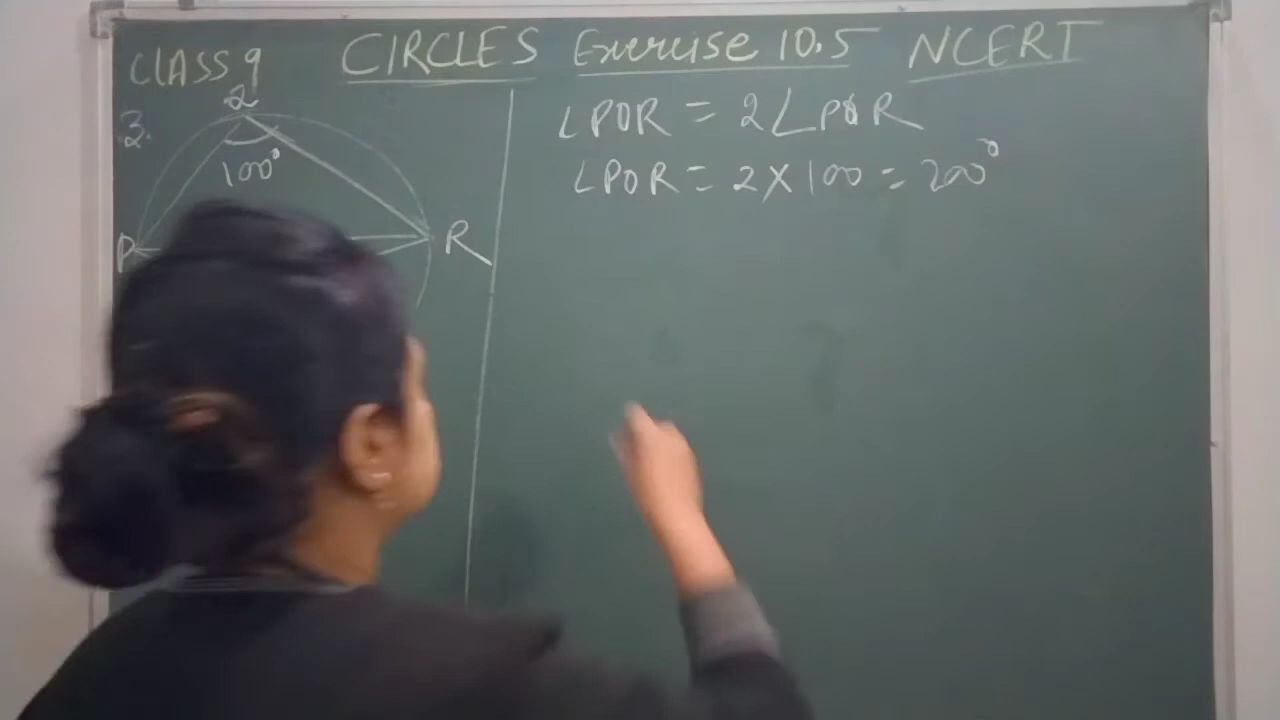 CLASS 9 CIRCLES Exercise 10.5 NCERT
3.
Q
100°
P
R
∠POR = 2∠PQR
∠POR = 2 X 100 = 200°